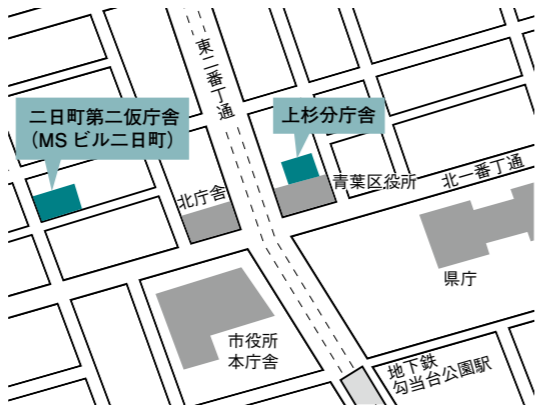 東二番丁通
二日町第二仮庁舎
（MSビル二日町）
上杉分庁舎
北庁舎
青葉区役所
北一番丁通
県庁
市役所
本庁舎
地下鉄
勾当台公園駅